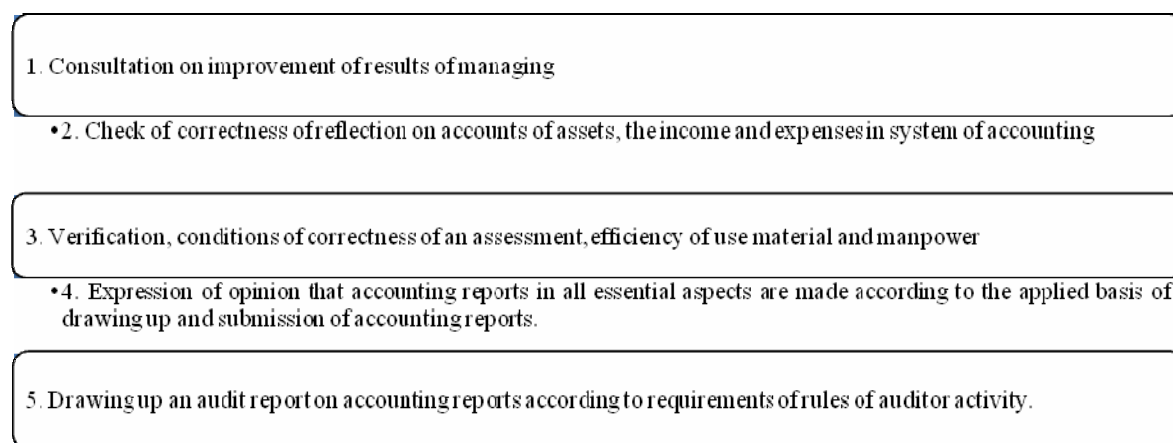 1. Consultation on improvement of results of managing
•2. Check of correctness of reflection on accounts of assets, the income and expenses in system of accounting
3. Verification, conditions of correctness of an assessment, efficiency of use material and manpower
•4. Expression of opinion that accounting reports in all essential aspects are made according to the applied basis of
drawing up and submission of accounting reports.
5. Drawing up an audit report on accounting reports according to requirements of rules of auditor activity.